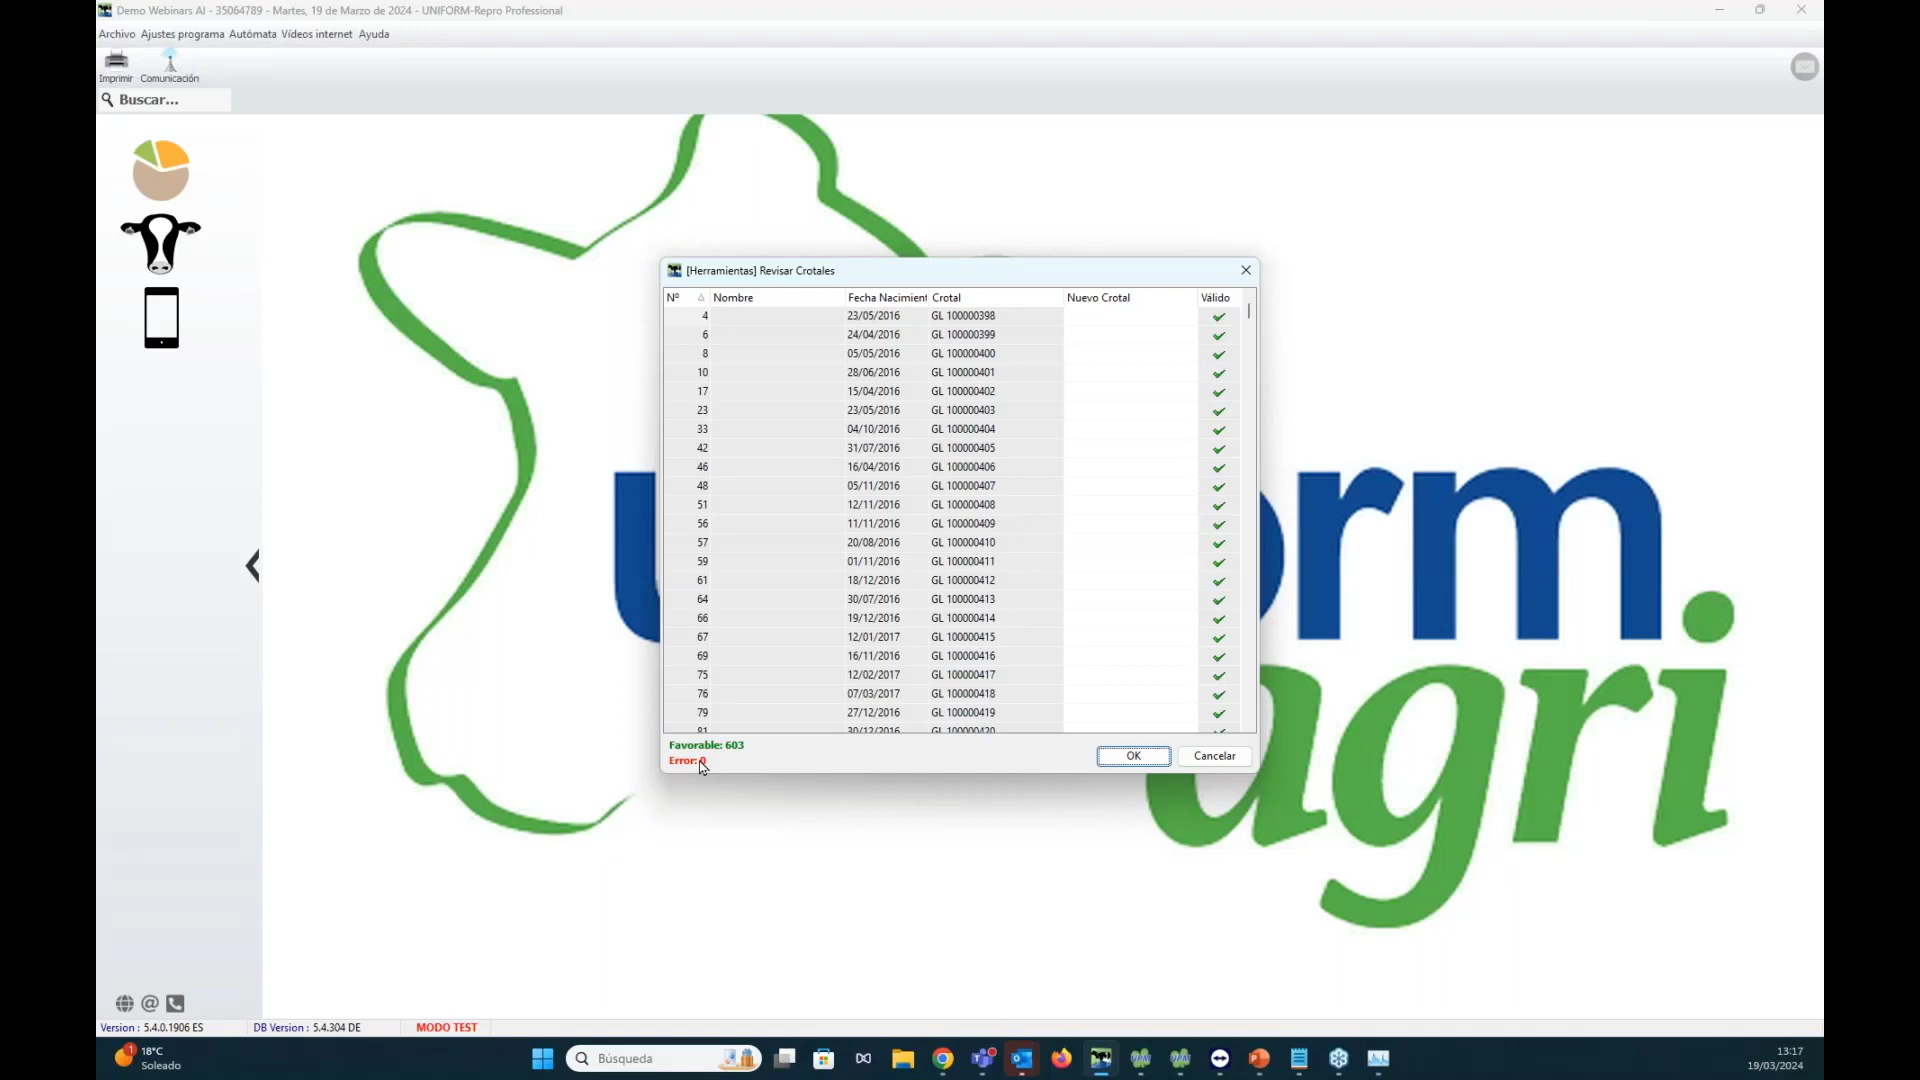 Demo Webinars AI - 35064789 - Martes, 19 de Marzo de 2024 - UNIFORM-Repro Professional
Archivo Ajustes programa Autómata Vídeos internet Ayuda
Imprimir Comunicación
Buscar...
[Herramientas] Revisar Crotales
Nº Nombre Fecha Nacimient Crotal Nuevo Crotal Válido
4 23/05/2016 GL 100000398
6 24/04/2016 GL 100000399
8 05/05/2016 GL 100000400
10 28/06/2016 GL 100000401
17 15/04/2016 GL 100000402
23 23/05/2016 GL 100000403
33 04/10/2016 GL 100000404
42 31/07/2016 GL 100000405
46 16/04/2016 GL 100000406
48 05/11/2016 GL 100000407
51 12/11/2016 GL 100000408
56 11/11/2016 GL 100000409
57 20/08/2016 GL 100000410
59 01/11/2016 GL 100000411
61 18/12/2016 GL 100000412
64 30/07/2016 GL 100000413
66 19/12/2016 GL 100000414
67 12/01/2017 GL 100000415
69 16/11/2016 GL 100000416
75 12/02/2017 GL 100000417
76 07/03/2017 GL 100000418
79 27/12/2016 GL 100000419
81 30/12/2016 GL 100000420
Favorable: 603
Error: 0
OK Cancelar
agri
Version : 5.4.0.1906 ES DB Version : 5.4.304 DE MODO TEST
1 18°C
Soleado
Búsqueda
13:17
19/03/2024